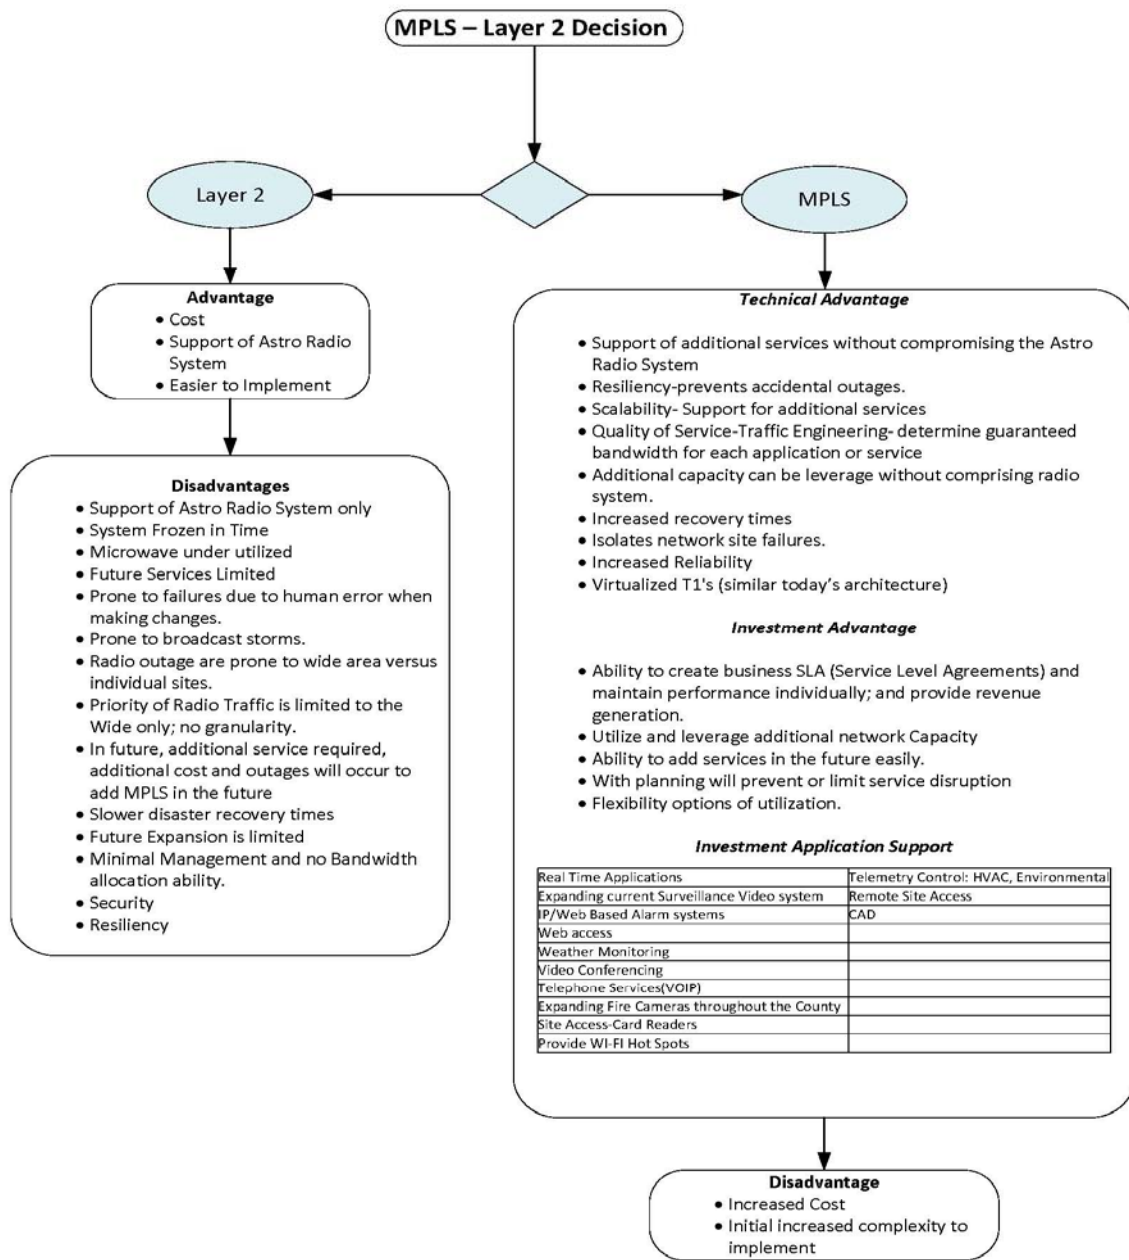 MPLS – Layer 2 Decision
Layer 2
MPLS
Advantage
• Cost
• Support of Astro Radio
System
• Easier to Implement
Disadvantages
• Support of Astro Radio System only
• System Frozen in Time
• Microwave under utilized
• Future Services Limited
• Prone to failures due to human error when
making changes.
• Prone to broadcast storms.
• Radio outage are prone to wide area versus
individual sites.
• Priority of Radio Traffic is limited to the
Wide only; no granularity.
• In future, additional service required,
additional cost and outages will occur to
add MPLS in the future
• Slower disaster recovery times
• Future Expansion is limited
• Minimal Management and no Bandwidth
allocation ability.
• Security
• Resiliency
Technical Advantage
• Support of additional services without compromising the Astro
Radio System
• Resiliency-prevents accidental outages.
• Scalability- Support for additional services
• Quality of Service-Traffic Engineering- determine guaranteed
bandwidth for each application or service
• Additional capacity can be leverage without comprising radio
system.
• Increased recovery times
• Isolates network site failures.
• Increased Reliability
• Virtualized T1's (similar today’s architecture)
Investment Advantage
• Ability to create business SLA (Service Level Agreements) and
maintain performance individually; and provide revenue
generation.
• Utilize and leverage additional network Capacity
• Ability to add services in the future easily.
• With planning will prevent or limit service disruption
• Flexibility options of utilization.
Investment Application Support
Real Time Applications Telemetry Control: HVAC, Environmental
Expanding current Surveillance Video system Remote Site Access
IP/Web Based Alarm systems CAD
Web access
Weather Monitoring
Video Conferencing
Telephone Services(VOIP)
Expanding Fire Cameras throughout the County
Site Access-Card Readers
Provide WI-FI Hot Spots
Disadvantage
• Increased Cost
• Initial increased complexity to
implement